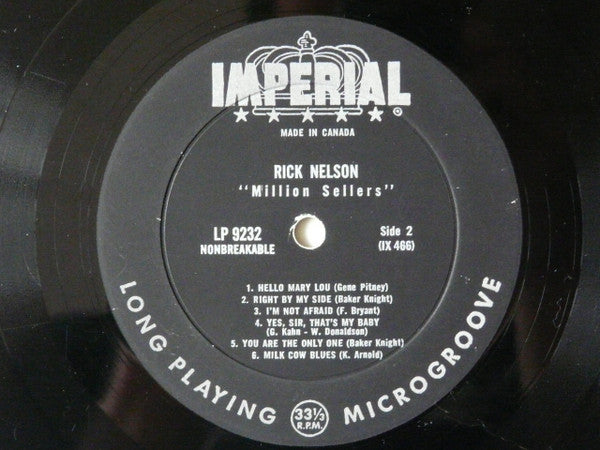 IMPERIAL
®
MADE IN CANADA
RICK NELSON
"Million Sellers"
LP 9232
NONBREAKABLE
Side 2
(IX 466)
1. HELLO MARY LOU (Gene Pitney)
2. RIGHT BY MY SIDE (Baker Knight)
3. I'M NOT AFRAID (F. Bryant)
4. YES, SIR, THAT'S MY BABY
(G. Kahn - W. Donaldson)
5. YOU ARE THE ONLY ONE (Baker Knight)
6. MILK COW BLUES (K. Arnold)
LONG PLAYING
33⅓
R.P.M.
MICROGROOVE